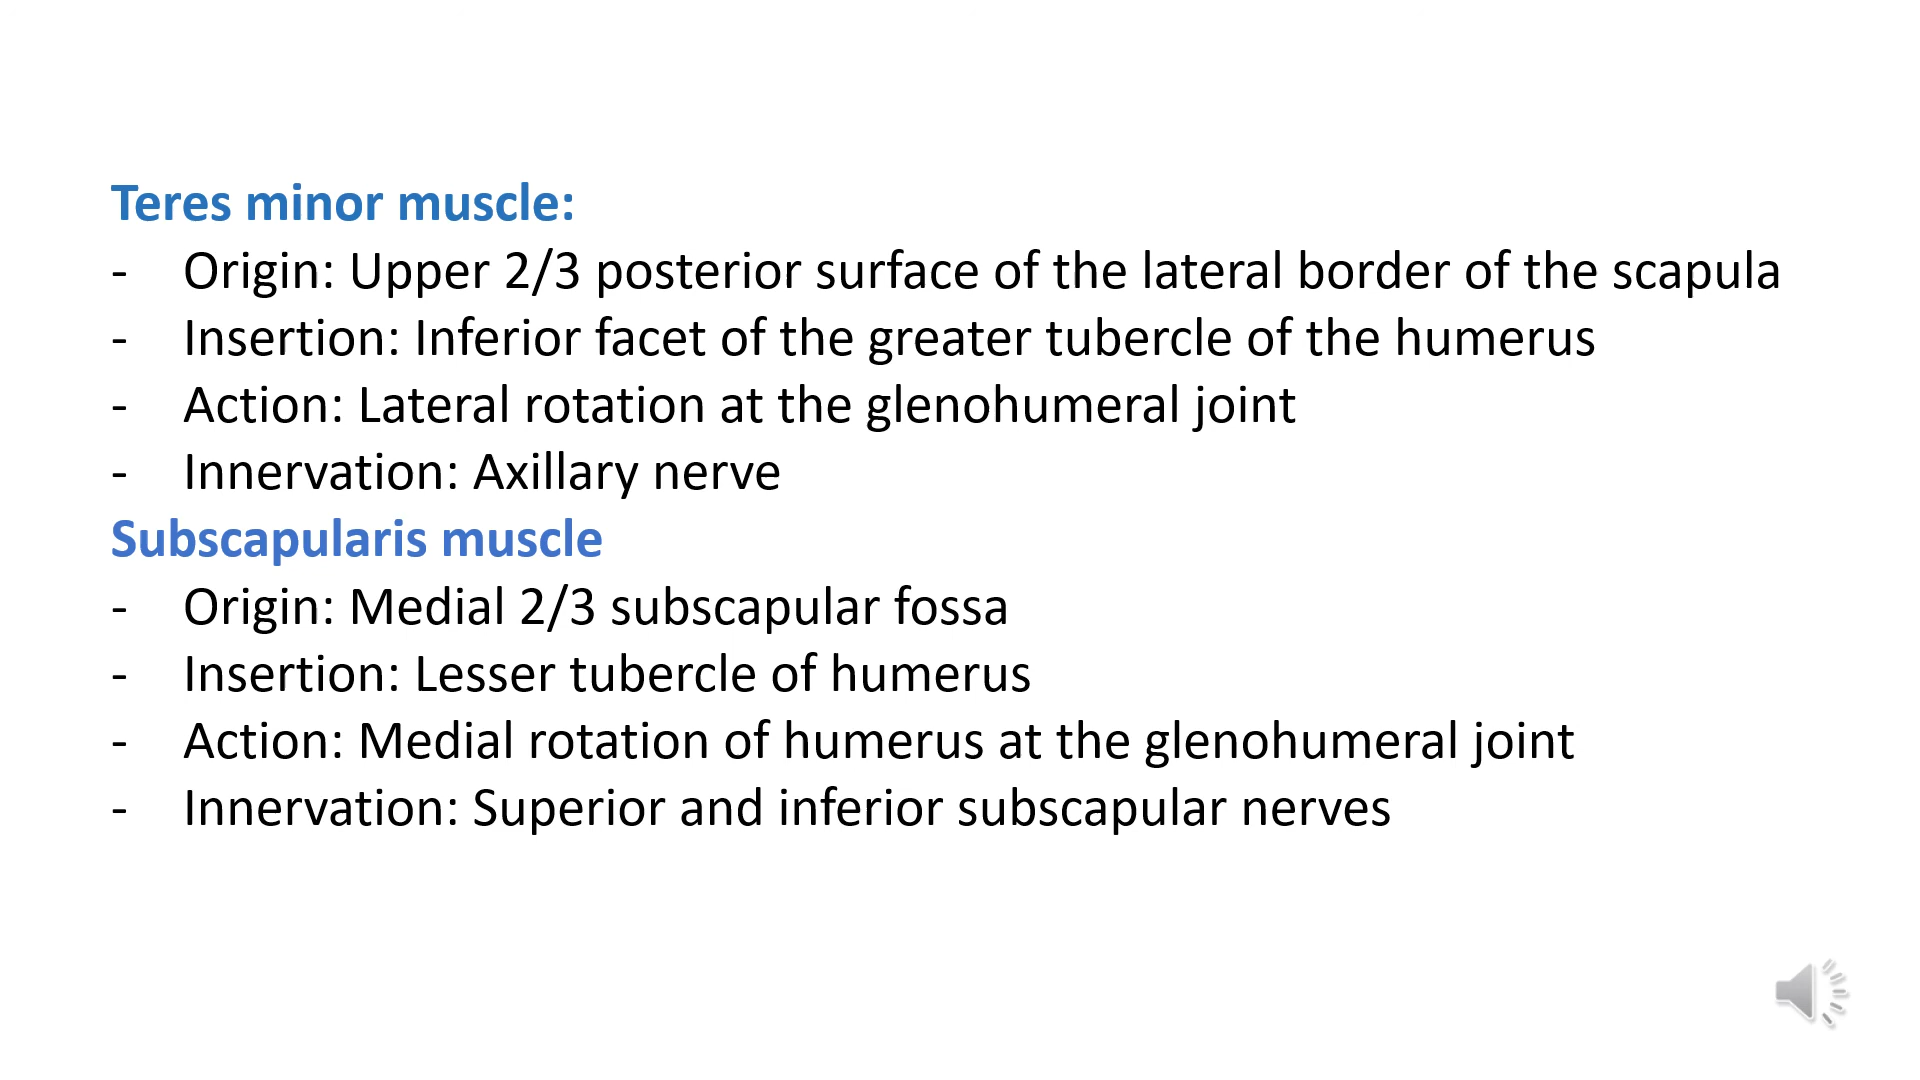 Teres minor muscle:
- Origin: Upper 2/3 posterior surface of the lateral border of the scapula
- Insertion: Inferior facet of the greater tubercle of the humerus
- Action: Lateral rotation at the glenohumeral joint
- Innervation: Axillary nerve
Subscapularis muscle
- Origin: Medial 2/3 subscapular fossa
- Insertion: Lesser tubercle of humerus
- Action: Medial rotation of humerus at the glenohumeral joint
- Innervation: Superior and inferior subscapular nerves